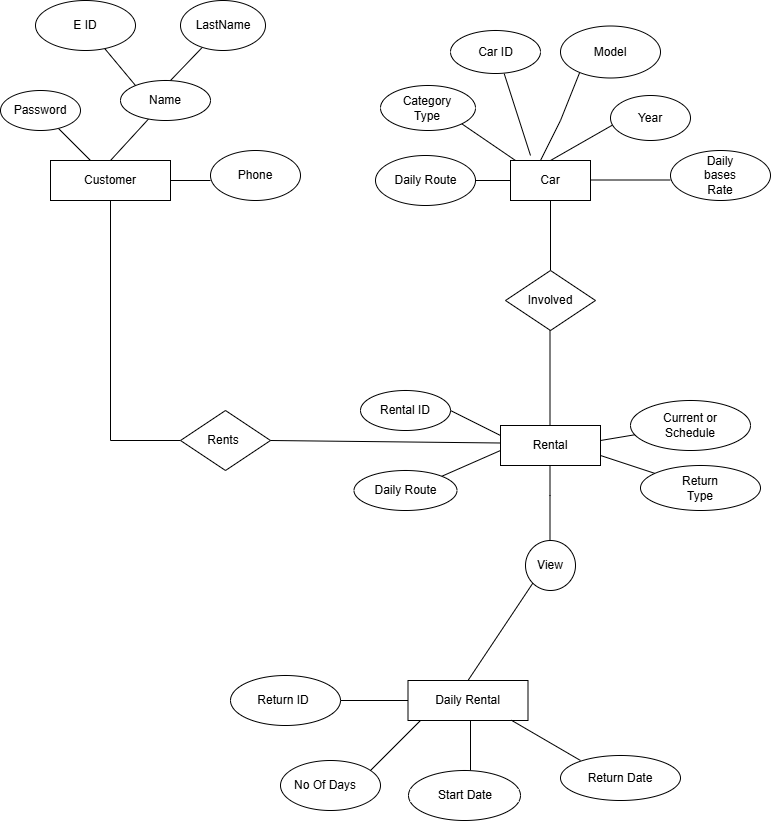 E ID
LastName
Car ID
Model
Name
Category
Type
Password
Year
Customer
Phone
Daily Route
Car
Daily
bases
Rate
Involved
Rental ID
Current or
Schedule
Rents
Rental
Daily Route
Return
Type
View
Return ID
Daily Rental
No Of Days
Start Date
Return Date